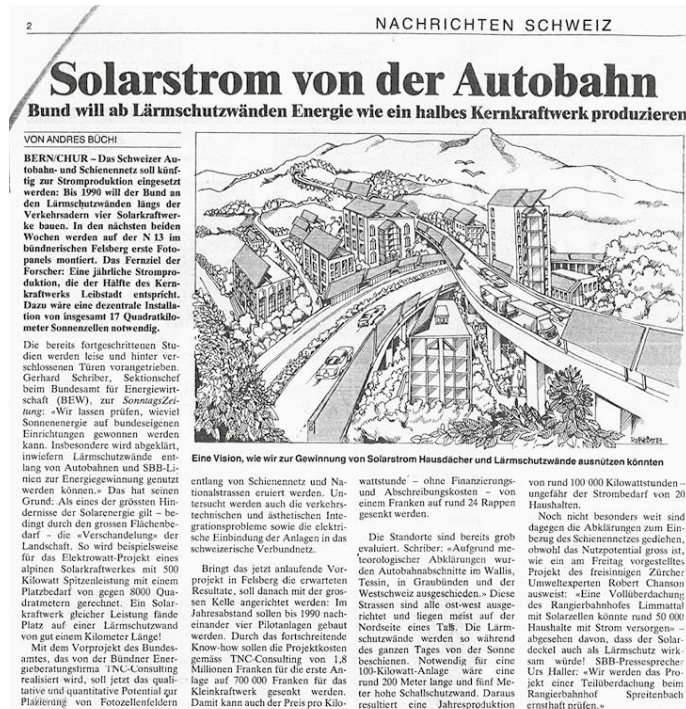 2
NACHRICHTEN SCHWEIZ
Solarstrom von der Autobahn
Bund will ab Lärmschutzwänden Energie wie ein halbes Kernkraftwerk produzieren
VON ANDRES BÜCHI
BERN/CHUR – Das Schweizer Au-
tobahn- und Schienennetz soll künf-
tig zur Stromproduktion eingesetzt
werden: Bis 1990 will der Bund an
den Lärmschutzwänden längs der
Verkehrsadern vier Solarkraftwer-
ke bauen. In den nächsten beiden
Wochen werden auf der N 13 im
bündnerischen Felsberg erste Foto-
panels montiert. Das Fernziel der
Forscher: Eine jährliche Strompro-
duktion, die der Hälfte des Kern-
kraftwerks Leibstadt entspricht.
Dazu wäre eine dezentrale Installa-
tion von insgesamt 17 Quadratkilo-
meter Sonnenzellen notwendig.
Die bereits fortgeschrittenen Stu-
dien werden leise und hinter ver-
schlossenen Türen vorangetrieben.
Gerhard Schriber, Sektionschef
beim Bundesamt für Energiewirt-
schaft (BEW), zur SonntagsZei-
tung: «Wir lassen prüfen, wieviel
Sonnenenergie auf bundeseigenen
Einrichtungen gewonnen werden
kann. Insbesondere wird abgeklärt,
inwiefern Lärmschutzwände ent-
lang von Autobahnen und SBB-Li-
nien zur Energiegewinnung genutzt
werden können.» Das hat seinen
Grund: Als eines der grössten Hin-
dernisse der Solarenergie gilt – be-
dingt durch den grossen Flächenbe-
darf – die «Verschandelung» der
Landschaft. So wird beispielsweise
für das Elektrowatt-Projekt eines
alpinen Solarkraftwerkes mit 500
Kilowatt Spitzenleistung mit einem
Platzbedarf von gegen 8000 Qua-
dratmetern gerechnet. Ein Solar-
kraftwerk gleicher Leistung fände
Platz auf einer Lärmschutzwand
von gut einem Kilometer Länge!
Mit dem Vorprojekt des Bundes-
amtes, das von der Bündner Ener-
gieberatungsfirma TNC-Consulting
realisiert wird, soll jetzt das quali-
tative und quantitative Potential zur
Plazierung von Fotozellenfeldern
Eine Vision, wie wir zur Gewinnung von Solarstrom Hausdächer und Lärmschutzwände ausnützen könnten
entlang von Schienennetz und Na-
tionalstrassen eruiert werden. Un-
tersucht werden auch die verkehrs-
technischen und ästhetischen Inte-
grationsprobleme sowie die elektri-
sche Einbindung der Anlagen in das
schweizerische Verbundnetz.
Bringt das jetzt anlaufende Vor-
projekt in Felsberg die erwarteten
Resultate, soll danach mit der gros-
sen Kelle angerichtet werden: Im
Jahresabstand sollen bis 1990 nach-
einander vier Pilotanlagen gebaut
werden. Durch das fortschreitende
Know-how sollen die Projektkosten
gemäss TNC-Consulting von 1,8
Millionen Franken für die erste An-
lage auf 700 000 Franken für das
Kleinkraftwerk gesenkt werden.
Damit kann auch der Preis pro Kilo-
wattstunde – ohne Finanzierungs-
und Abschreibungskosten – von
einem Franken auf rund 24 Rappen
gesenkt werden.
Die Standorte sind bereits grob
evaluiert. Schriber: «Aufgrund me-
teorologischer Abklärungen wur-
den Autobahnabschnitte im Wallis,
Tessin, in Graubünden und der
Westschweiz ausgeschieden.» Diese
Strassen sind alle ost-west ausge-
richtet und liegen meist auf der
Nordseite eines Tals. Die Lärm-
schutzwände werden so während
des ganzen Tages von der Sonne
beschienen. Notwendig für eine
100-Kilowatt-Anlage wäre eine
rund 200 Meter lange und fünf Me-
ter hohe Schallschutzwand. Daraus
resultiert eine Jahresproduktion
von rund 100 000 Kilowattstunden –
ungefähr der Strombedarf von 20
Haushalten.
Noch nicht besonders weit sind
dagegen die Abklärungen zum Ein-
bezug des Schienennetzes gediehen,
obwohl das Nutzpotential gross ist,
wie ein am Freitag vorgestelltes
Projekt des freisinnigen Zürcher
Umweltexperten Robert Chanson
ausweist: «Eine Vollüberdachung
des Rangierbahnhofes Limmattal
mit Solarzellen könnte rund 50 000
Haushalte mit Strom versorgen» –
abgesehen davon, dass der Solar-
deckel auch als Lärmschutz wirk-
sam würde! SBB-Pressesprecher
Urs Haller: «Wir werden das Pro-
jekt einer Teilüberdachung beim
Rangierbahnhof Spreitenbach
ernsthaft prüfen.»